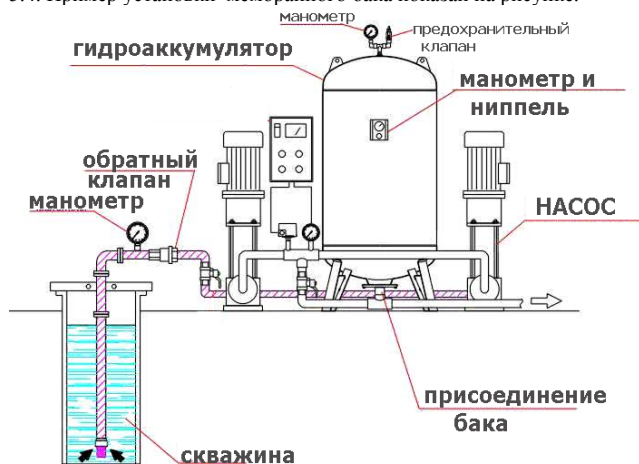 манометр
предохранительный
клапан
гидроаккумулятор
манометр и
ниппель
обратный
клапан
манометр
НАСОС
присоединение
бака
скважина